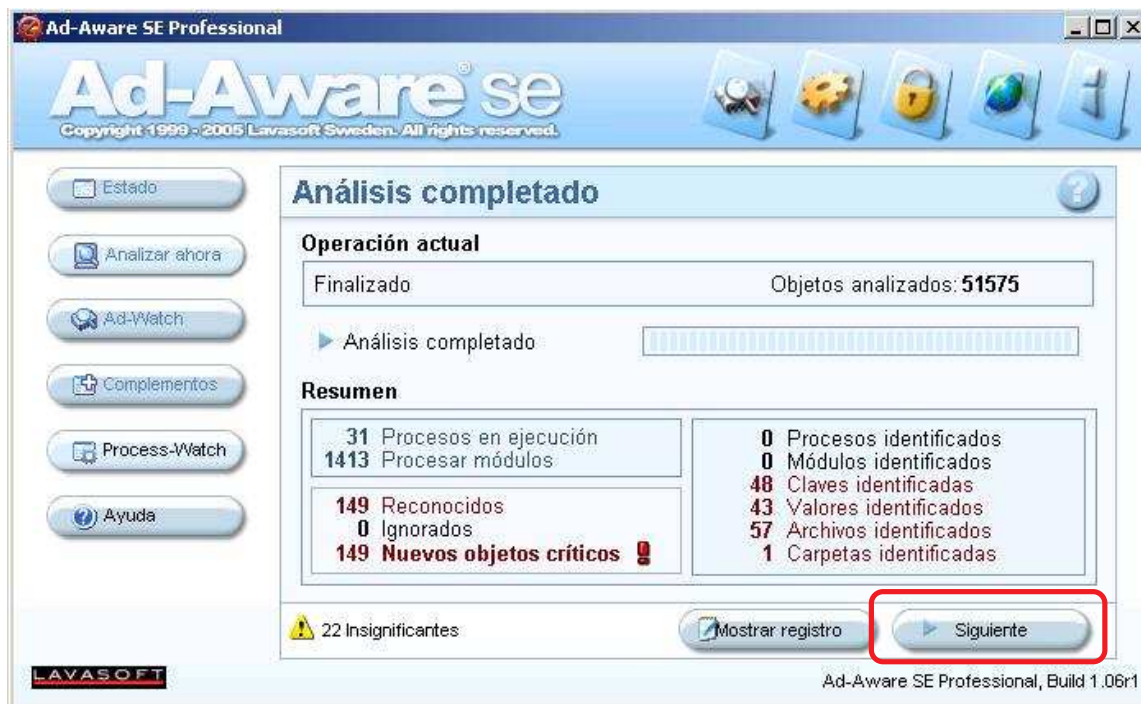 Ad-Aware SE Professional
Ad-Aware® se
Copyright 1999 - 2005 Lavasoft Sweden. All rights reserved.
Estado
Analizar ahora
Ad-Watch
Complementos
Process-Watch
Ayuda
Análisis completado
Operación actual
Finalizado Objetos analizados: 51575
Análisis completado
Resumen
31 Procesos en ejecución
1413 Procesar módulos
149 Reconocidos
0 Ignorados
149 Nuevos objetos críticos
0 Procesos identificados
0 Módulos identificados
48 Claves identificadas
43 Valores identificados
57 Archivos identificados
1 Carpetas identificadas
22 Insignificantes
Mostrar registro
Siguiente
LAVASOFT
Ad-Aware SE Professional, Build 1.06r1